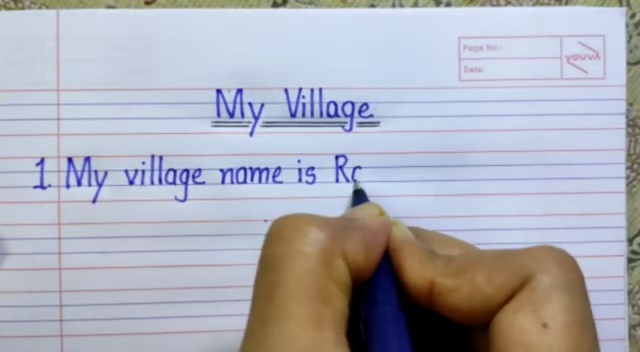 Page No.:
Date:
youva
My Village
1. My village name is